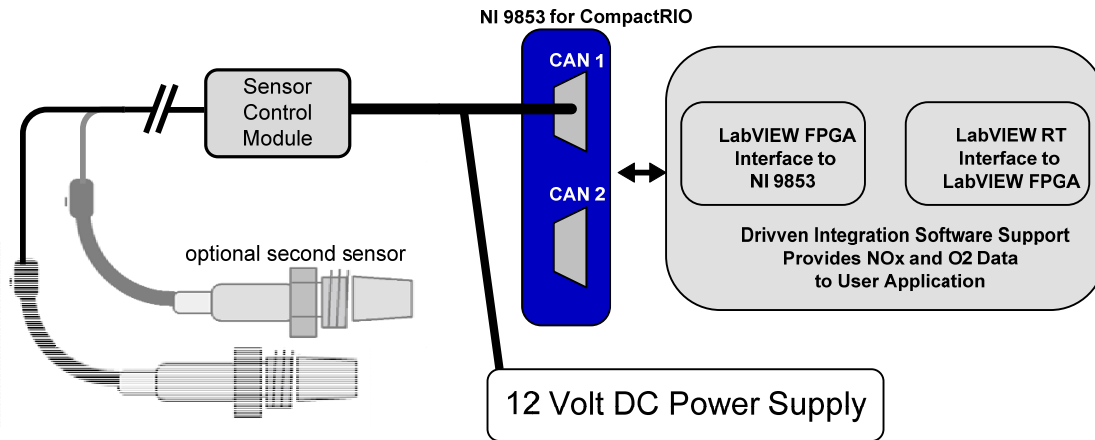 NI 9853 for CompactRIO
CAN 1
Sensor
Control
Module
LabVIEW FPGA
Interface to
NI 9853
LabVIEW RT
Interface to
LabVIEW FPGA
CAN 2
Drivven Integration Software Support
Provides NOx and O2 Data
to User Application
optional second sensor
12 Volt DC Power Supply